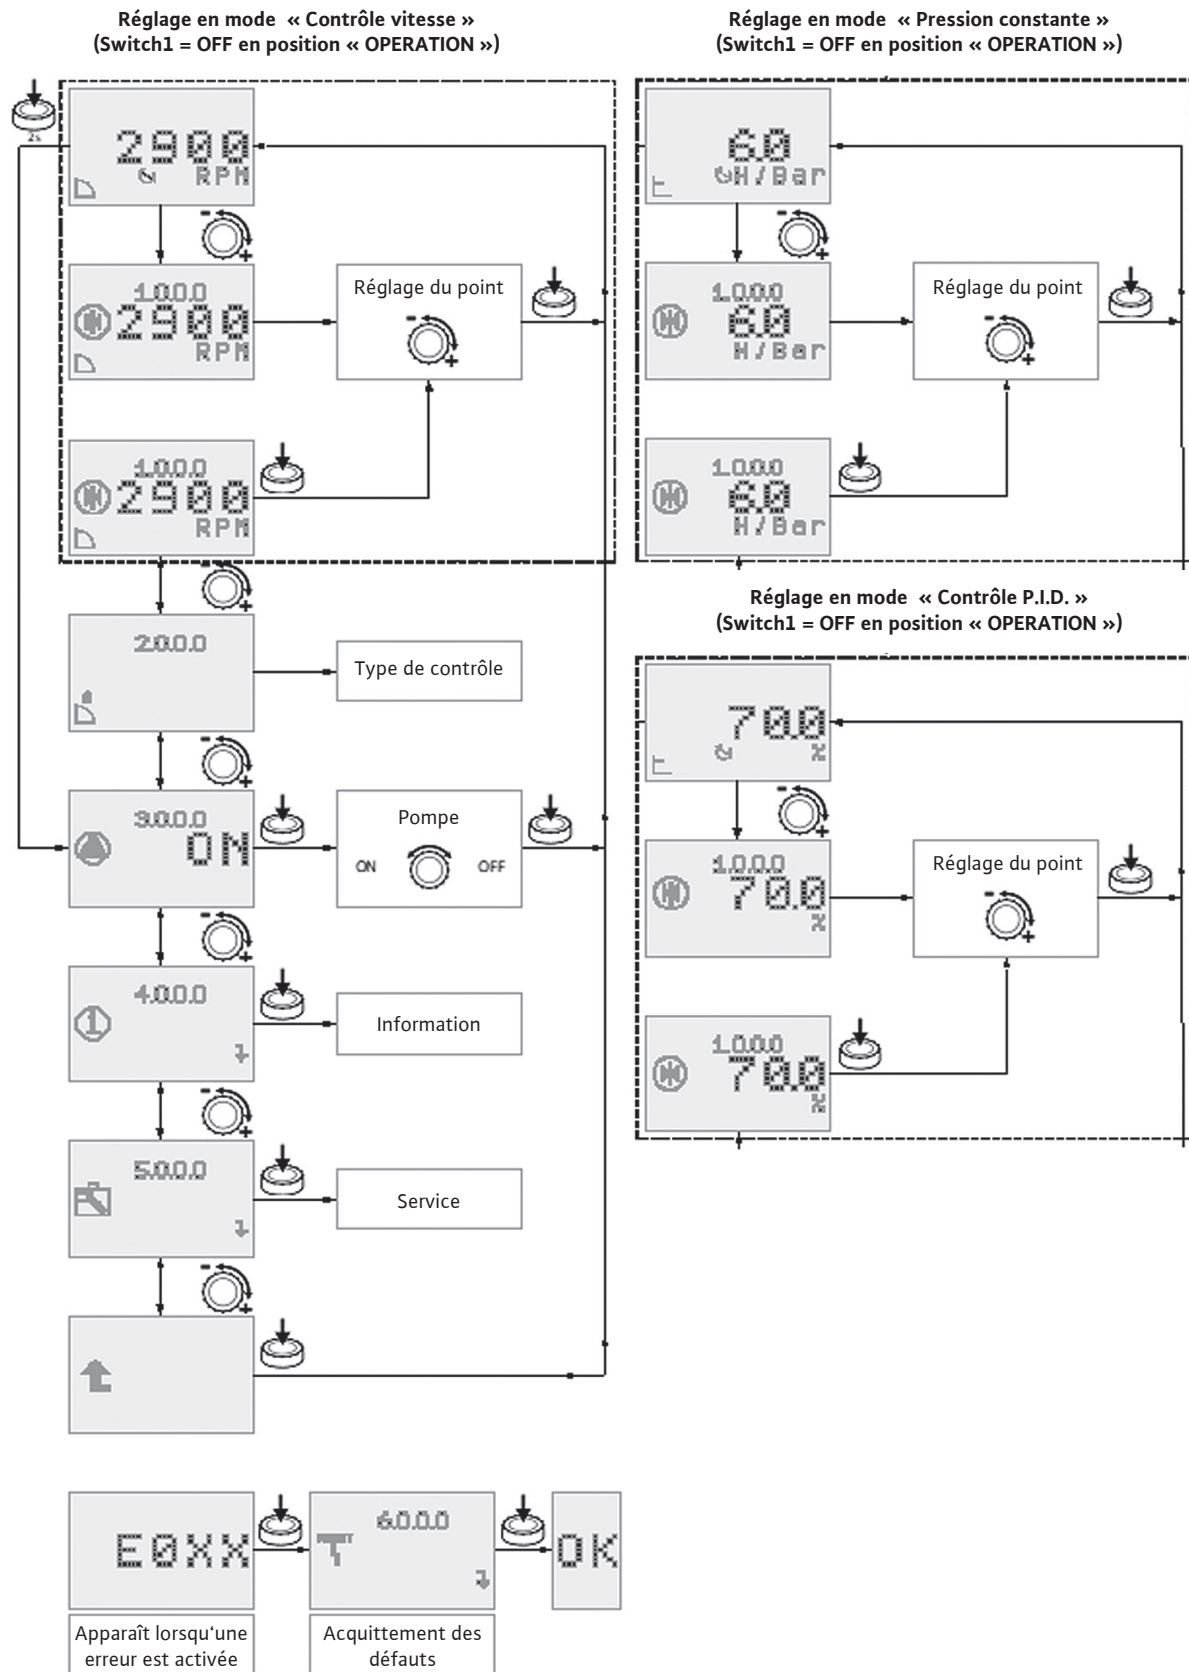 Réglage en mode « Contrôle vitesse »
(Switch1 = OFF en position « OPERATION »)
2s
2900
RPM
1.0.0.0
2900
RPM
Réglage du point
-
+
1.0.0.0
2900
RPM
-
+
2.0.0.0
Type de contrôle
-
+
3.0.0.0
ON
Pompe
ON OFF
-
+
4.0.0.0
1
Information
-
+
5.0.0.0
Service
-
+
E0XX
6.0.0.0
OK
Apparaît lorsqu‘une
erreur est activée
Acquittement des
défauts
Réglage en mode « Pression constante »
(Switch1 = OFF en position « OPERATION »)
6.0
H/Bar
-
+
1.0.0.0
6.0
H/Bar
Réglage du point
-
+
1.0.0.0
6.0
H/Bar
Réglage en mode « Contrôle P.I.D. »
(Switch1 = OFF en position « OPERATION »)
70.0
%
-
+
1.0.0.0
70.0
%
Réglage du point
-
+
1.0.0.0
70.0
%